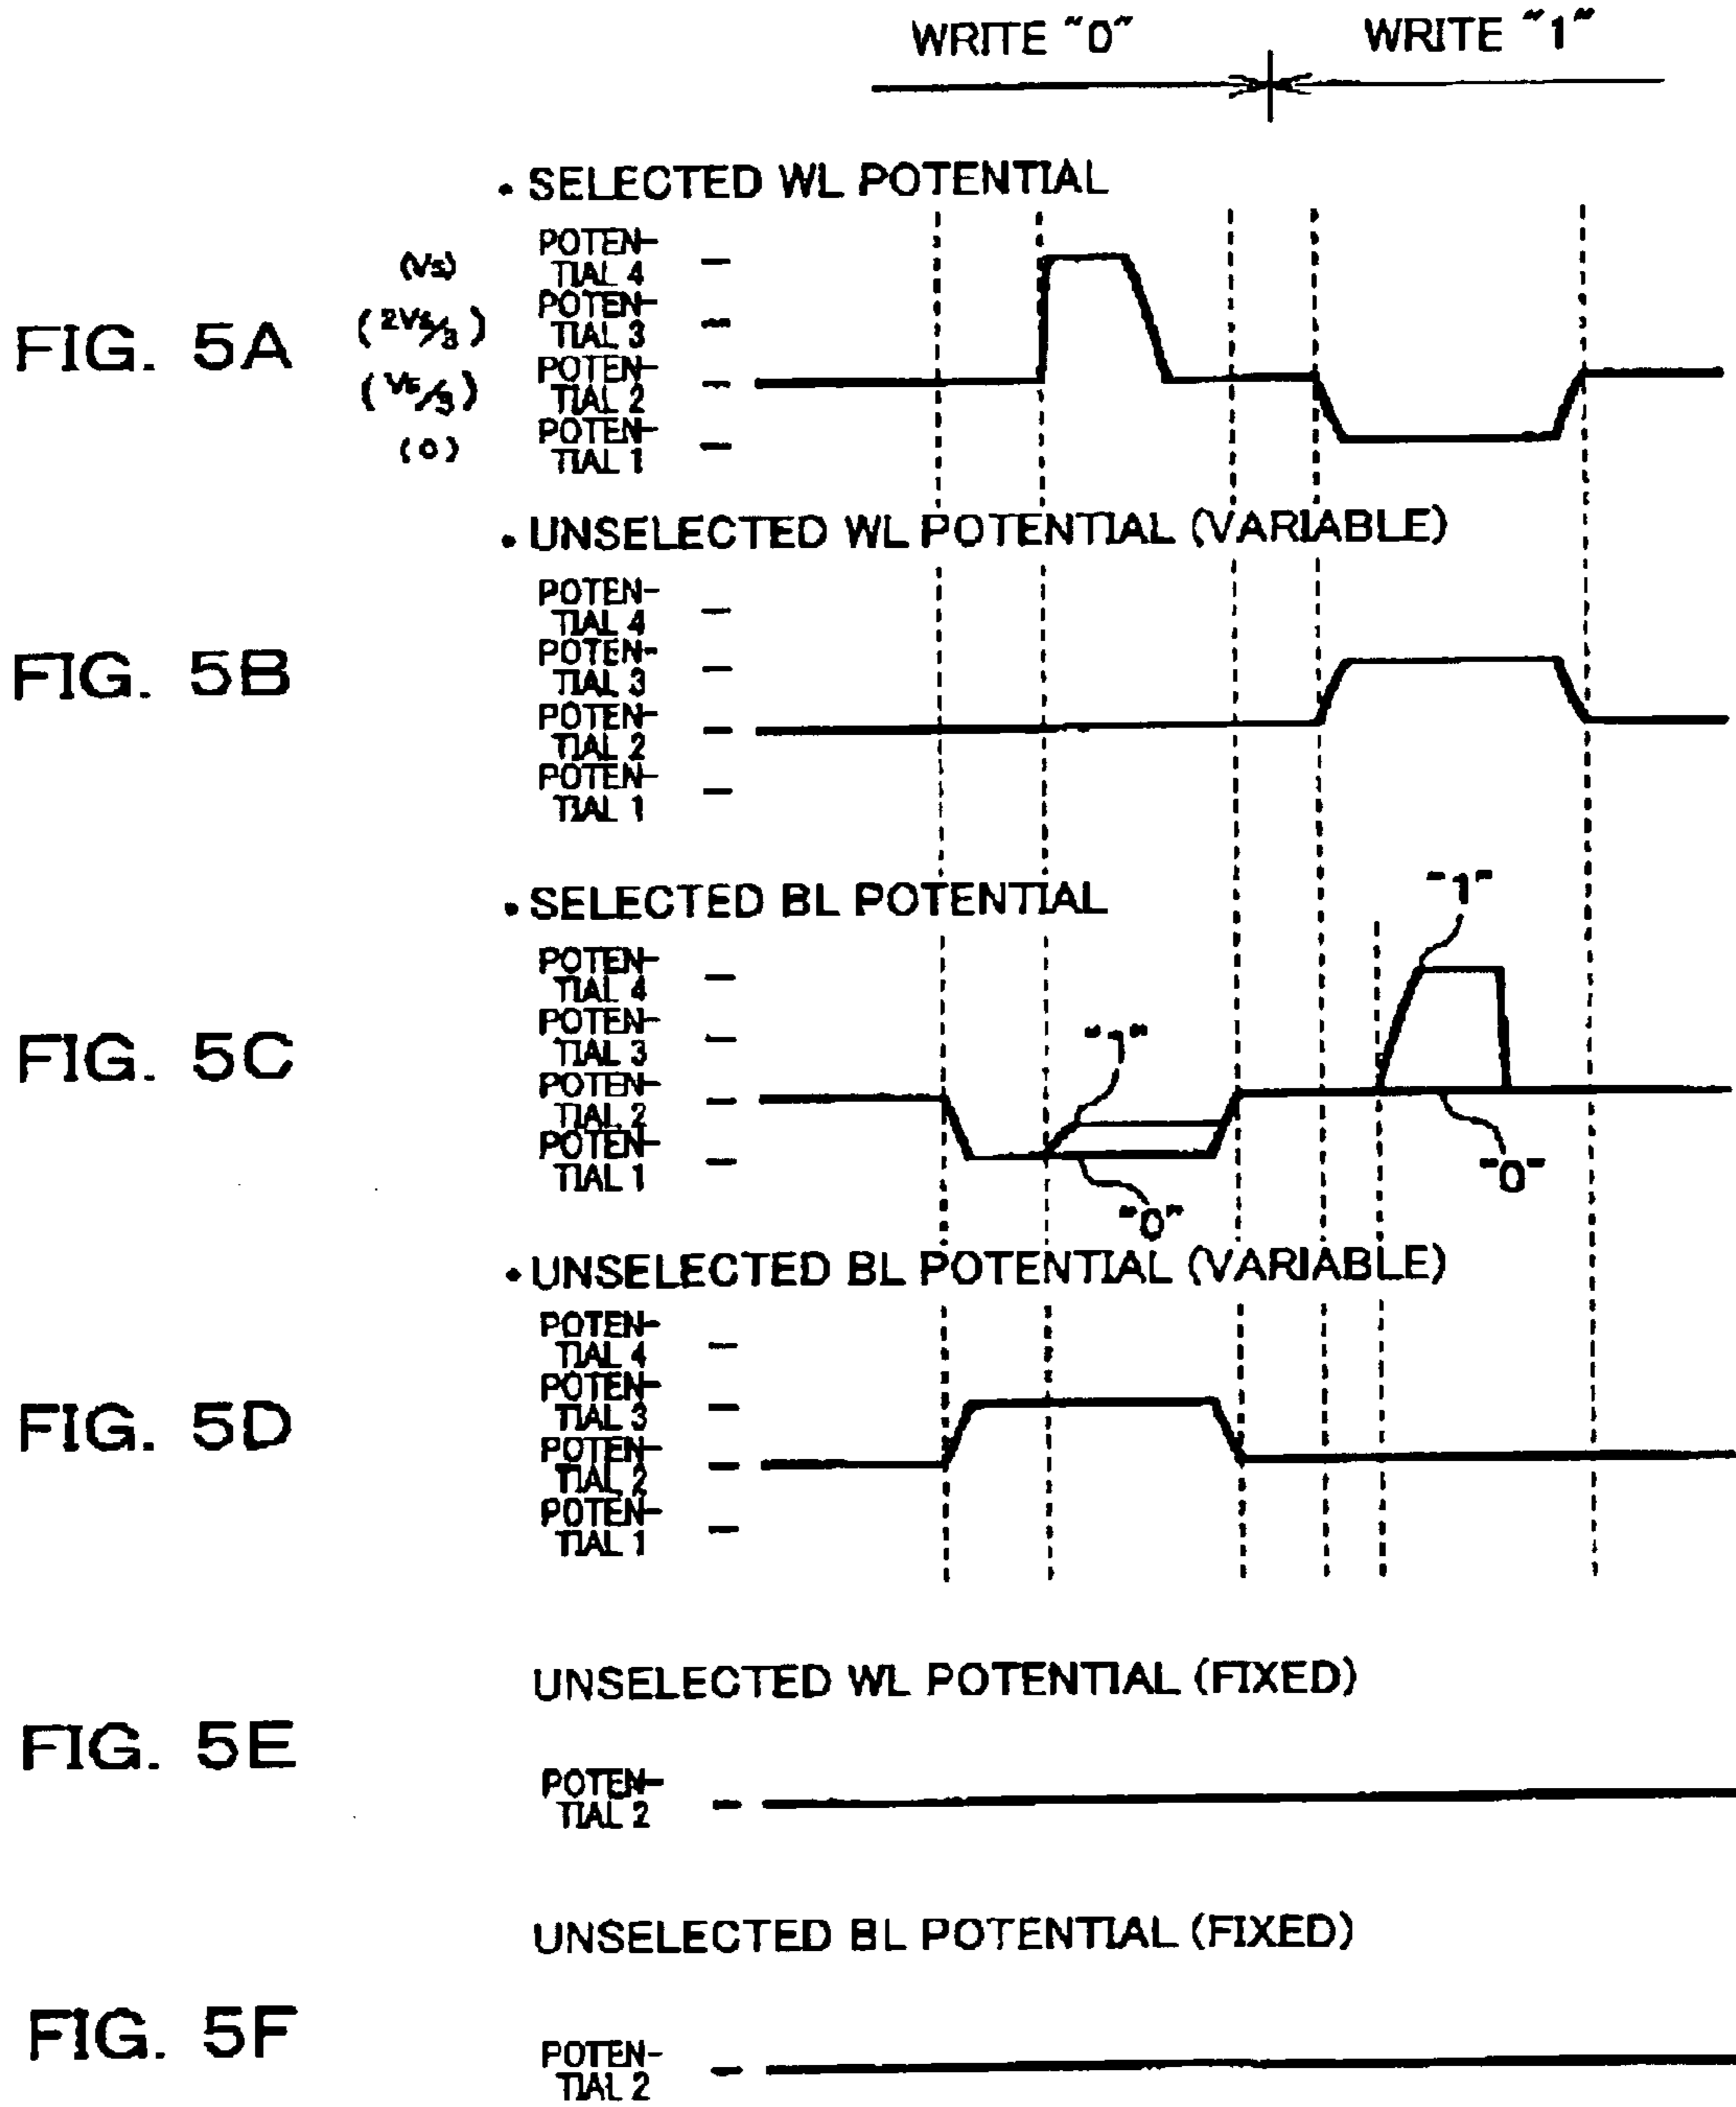 WRITE "0" WRITE "1"
• SELECTED WL POTENTIAL
FIG. 5A
(Vs)
(2Vs/3)
(Vs/3)
(0)
POTEN-
TIAL 4
POTEN-
TIAL 3
POTEN-
TIAL 2
POTEN-
TIAL 1
• UNSELECTED WL POTENTIAL (VARIABLE)
FIG. 5B
POTEN-
TIAL 4
POTEN-
TIAL 3
POTEN-
TIAL 2
POTEN-
TIAL 1
• SELECTED BL POTENTIAL
FIG. 5C
POTEN-
TIAL 4
POTEN-
TIAL 3
POTEN-
TIAL 2
POTEN-
TIAL 1
"1"
"1"
"0"
"0"
• UNSELECTED BL POTENTIAL (VARIABLE)
FIG. 5D
POTEN-
TIAL 4
POTEN-
TIAL 3
POTEN-
TIAL 2
POTEN-
TIAL 1
UNSELECTED WL POTENTIAL (FIXED)
FIG. 5E
POTEN-
TIAL 2
UNSELECTED BL POTENTIAL (FIXED)
FIG. 5F
POTEN-
TIAL 2